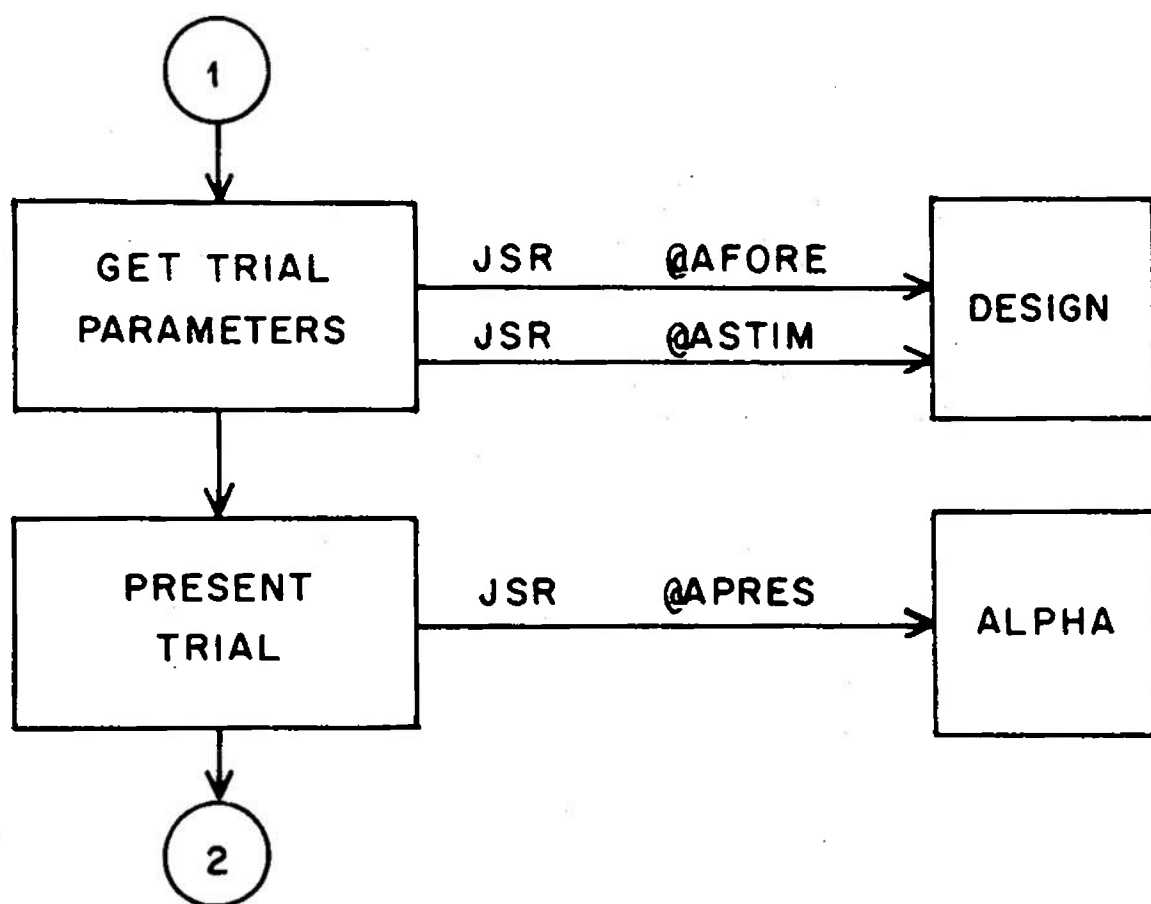 1
GET TRIAL
PARAMETERS
JSR @AFORE
JSR @ASTIM
DESIGN
PRESENT
TRIAL
JSR @APRES
ALPHA
2